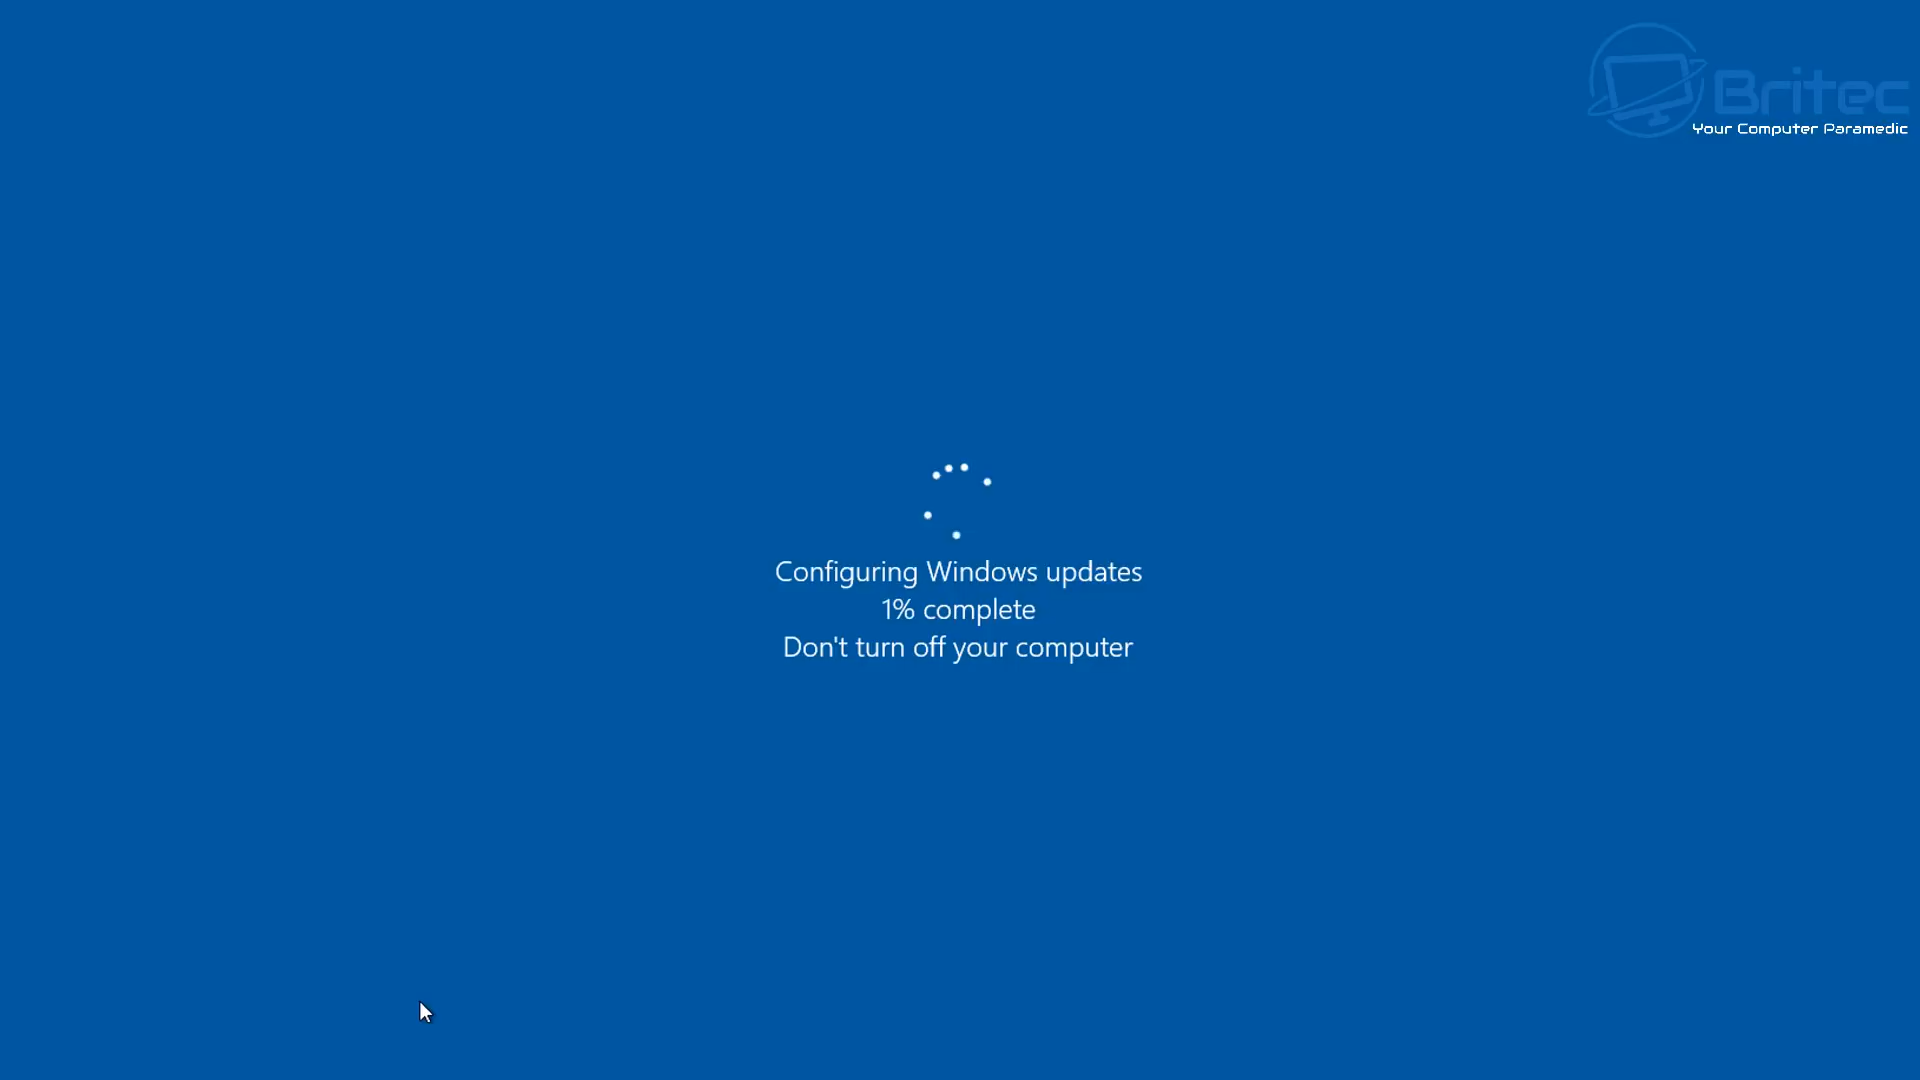 Britec
Your Computer Paramedic
Configuring Windows updates
1% complete
Don't turn off your computer